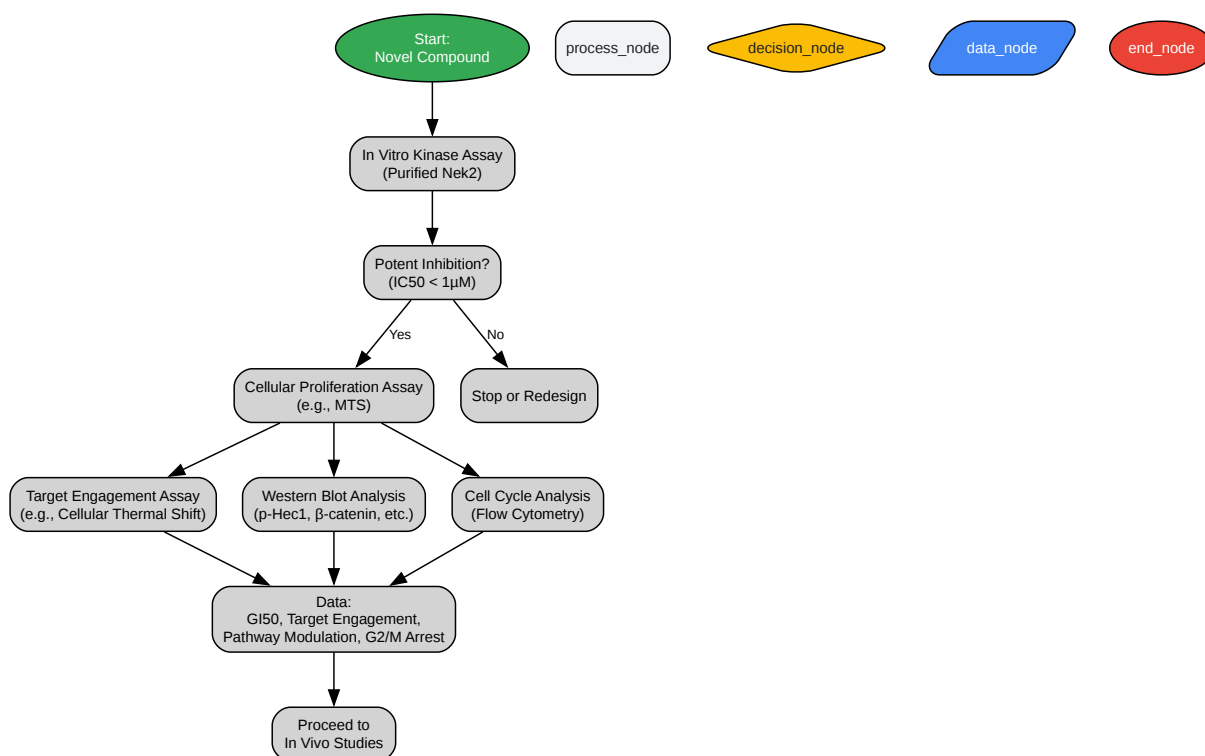 Start:
Novel Compound
process_node
decision_node
data_node
end_node
In Vitro Kinase Assay
(Purified Nek2)
Potent Inhibition?
(IC50 < 1µM)
Yes
No
Cellular Proliferation Assay
(e.g., MTS)
Stop or Redesign
Target Engagement Assay
(e.g., Cellular Thermal Shift)
Western Blot Analysis
(p-Hec1, β-catenin, etc.)
Cell Cycle Analysis
(Flow Cytometry)
Data:
GI50, Target Engagement,
Pathway Modulation, G2/M Arrest
Proceed to
In Vivo Studies